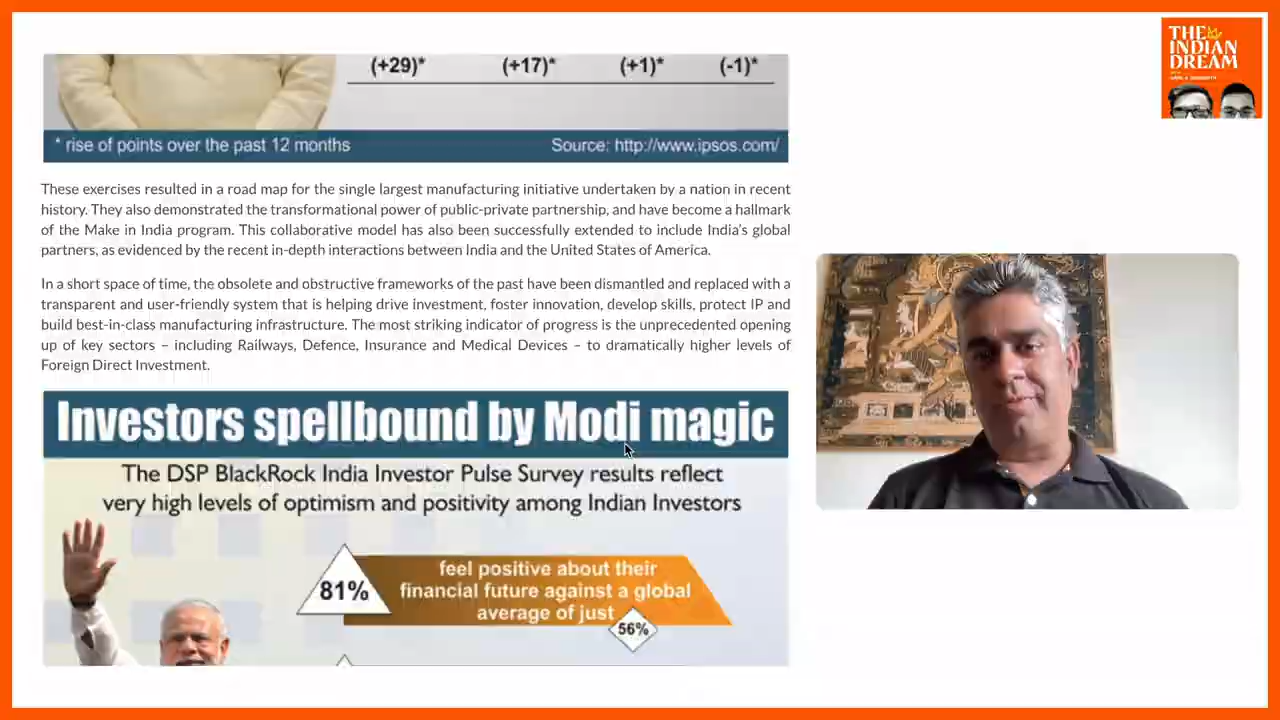 (+29)* (+17)* (+1)* (-1)*
* rise of points over the past 12 months Source: http://www.ipsos.com/
These exercises resulted in a road map for the single largest manufacturing initiative undertaken by a nation in recent
history. They also demonstrated the transformational power of public-private partnership, and have become a hallmark
of the Make in India program. This collaborative model has also been successfully extended to include India's global
partners, as evidenced by the recent in-depth interactions between India and the United States of America.
In a short space of time, the obsolete and obstructive frameworks of the past have been dismantled and replaced with a
transparent and user-friendly system that is helping drive investment, foster innovation, develop skills, protect IP and
build best-in-class manufacturing infrastructure. The most striking indicator of progress is the unprecedented opening
up of key sectors – including Railways, Defence, Insurance and Medical Devices – to dramatically higher levels of
Foreign Direct Investment.
Investors spellbound by Modi magic
The DSP BlackRock India Investor Pulse Survey results reflect
very high levels of optimism and positivity among Indian Investors
81%
feel positive about their
financial future against a global
average of just
56%
THE
INDIAN
DREAM